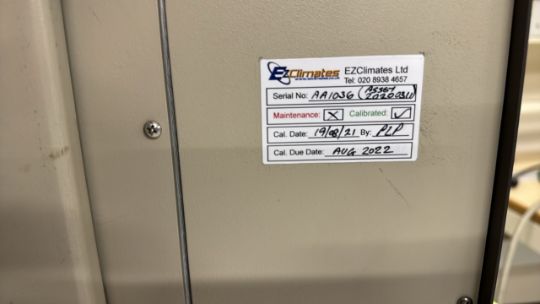 EZClimates EZClimates Ltd
Tel: 020 8938 4657
Serial No: AA1036 (Asset
Maintenance: X Calibrated: ✓
Cal. Date: 19/08/21 By: PLP
Cal. Due Date: AUG 2022